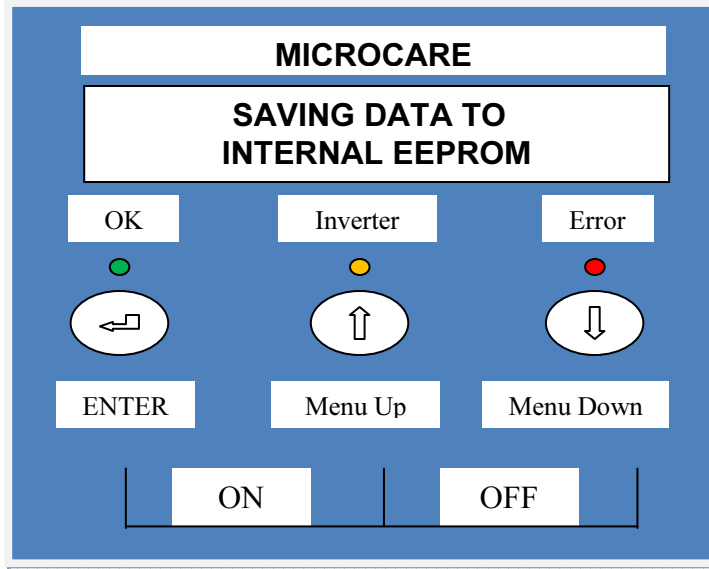 MICROCARE
SAVING DATA TO
INTERNAL EEPROM
OK Inverter Error
ENTER Menu Up Menu Down
ON OFF